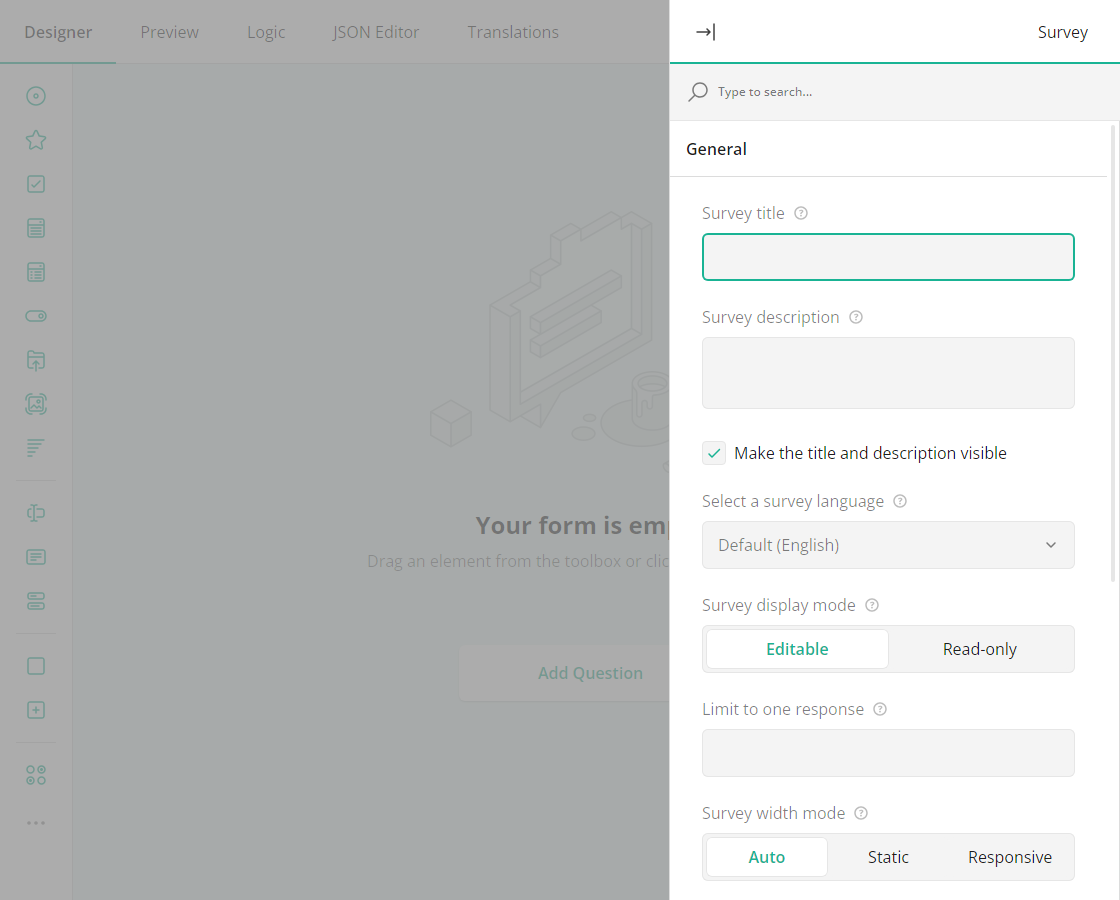 Designer Preview Logic JSON Editor Translations
Survey
Type to search...
General
Survey title
Survey description
Make the title and description visible
Select a survey language
Default (English)
Survey display mode
Editable Read-only
Limit to one response
Survey width mode
Auto Static Responsive
Your form is em
Drag an element from the toolbox or clic
Add Question